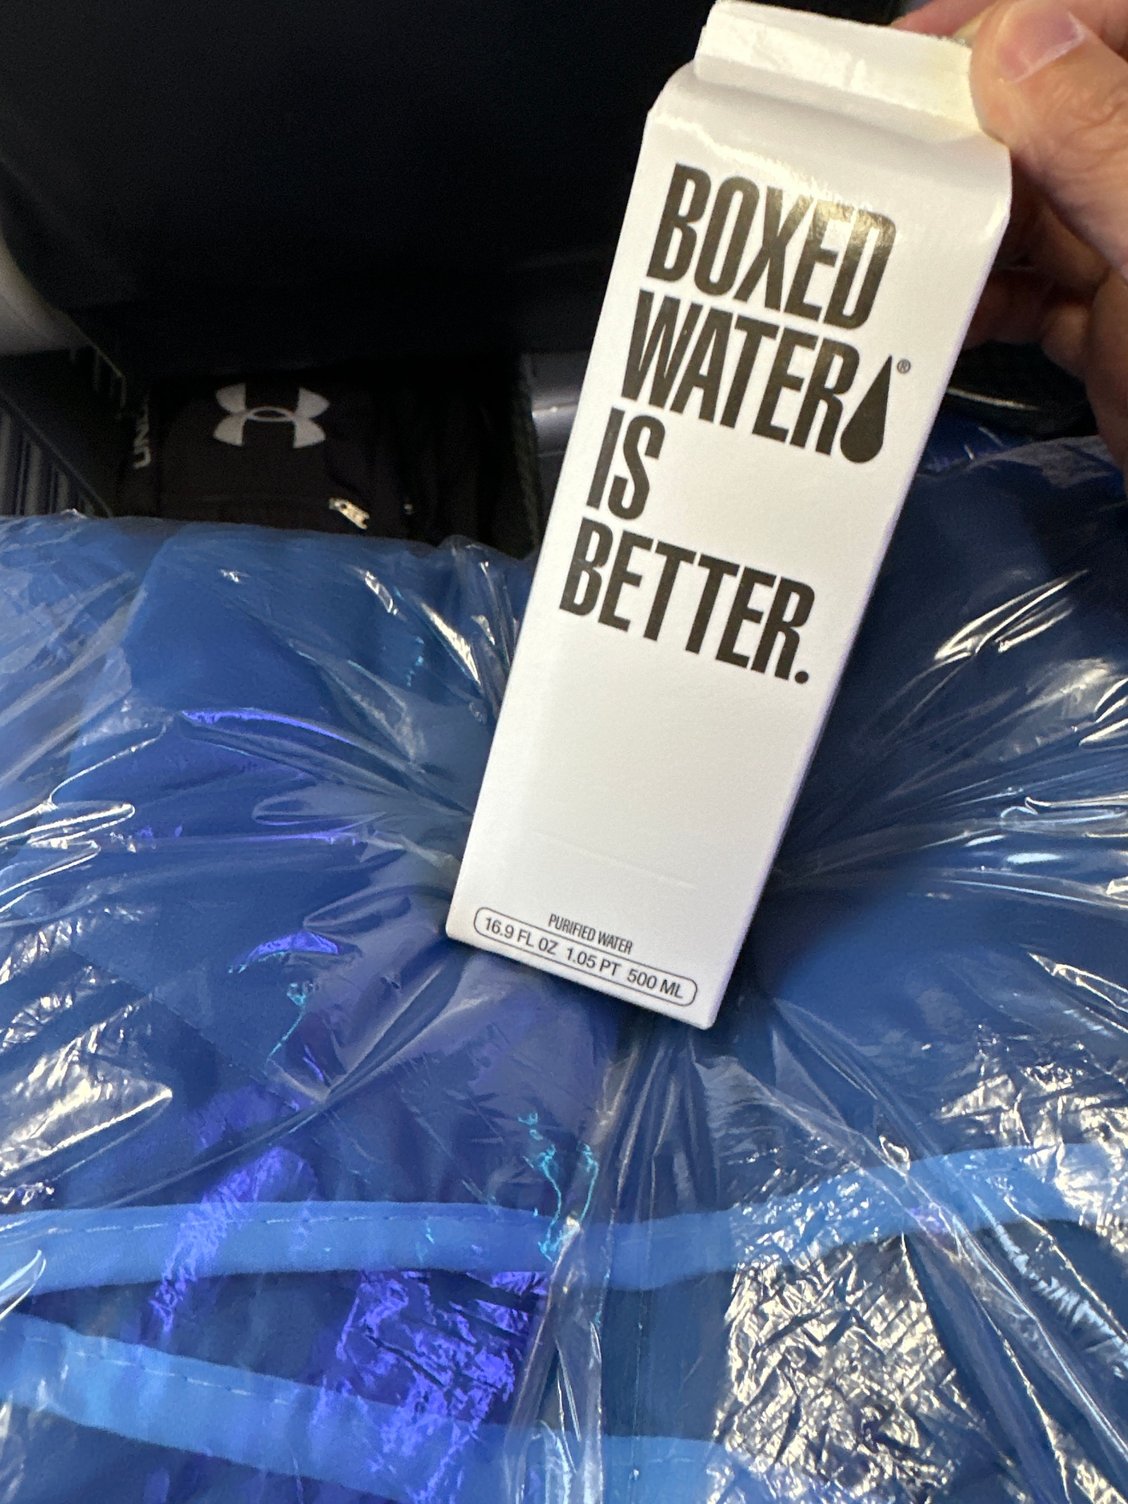 BOXED
WATER®
IS
BETTER.
PURIFIED WATER
16.9 FL OZ 1.05 PT 500 ML